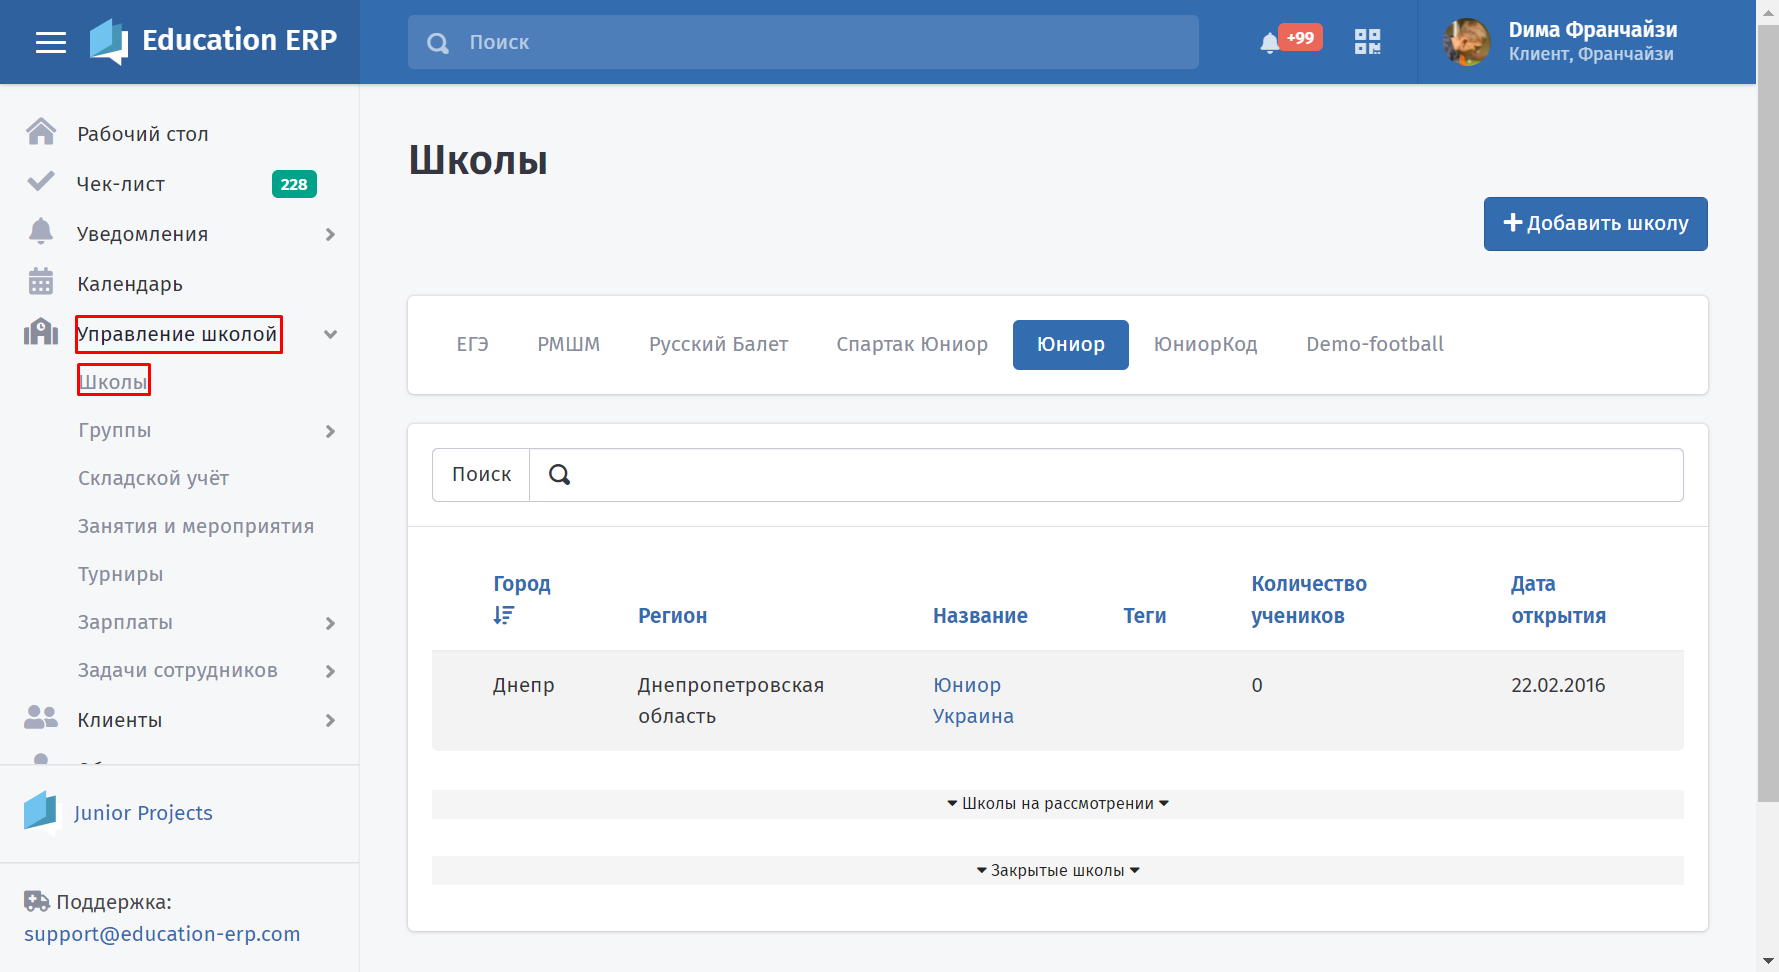 Education ERP
Поиск
+99
Dима Франчайзи
Клиент, Франчайзи
Рабочий стол
Чек-лист
228
Уведомления
Календарь
Управление школой
Школы
Группы
Складской учёт
Занятия и мероприятия
Турниры
Зарплаты
Задачи сотрудников
Клиенты
Junior Projects
Поддержка:
support@education-erp.com
Школы
Добавить школу
ЕГЭ РМШМ Русский Балет Спартак Юниор Юниор ЮниорКод Demo-football
Поиск
Город Регион Название Теги Количество учеников Дата открытия
Днепр Днепропетровская область Юниор Украина 0 22.02.2016
Школы на рассмотрении
Закрытые школы